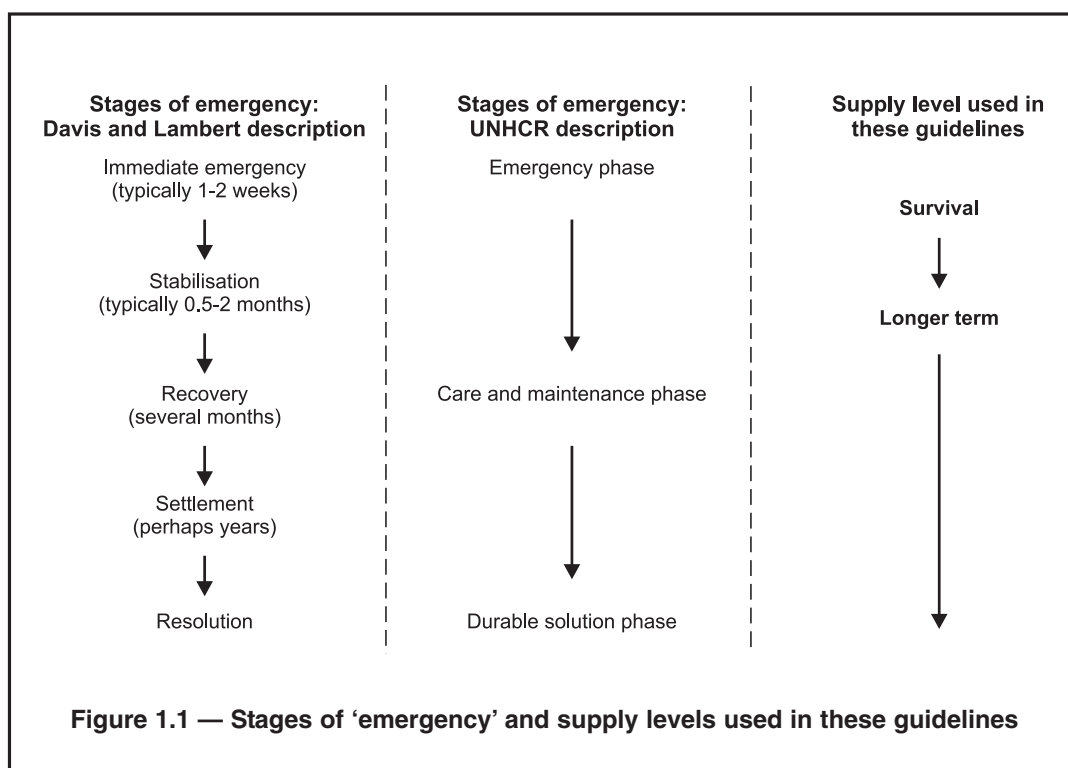 Stages of emergency:
Davis and Lambert description
Immediate emergency
(typically 1-2 weeks)
Stabilisation
(typically 0.5-2 months)
Recovery
(several months)
Settlement
(perhaps years)
Resolution
Stages of emergency:
UNHCR description
Emergency phase
Care and maintenance phase
Durable solution phase
Supply level used in
these guidelines
Survival
Longer term
Figure 1.1 — Stages of ‘emergency’ and supply levels used in these guidelines